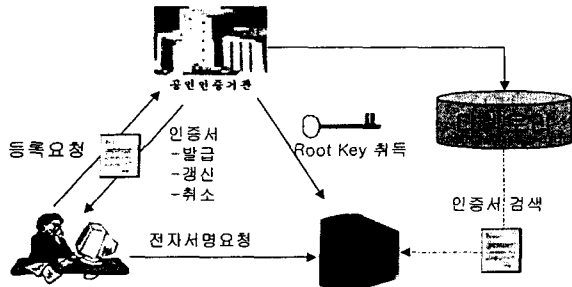 공인인증기관
등록요청
인증서
-발급
-갱신
-취소
Root Key 취득
인증서 검색
전자서명요청